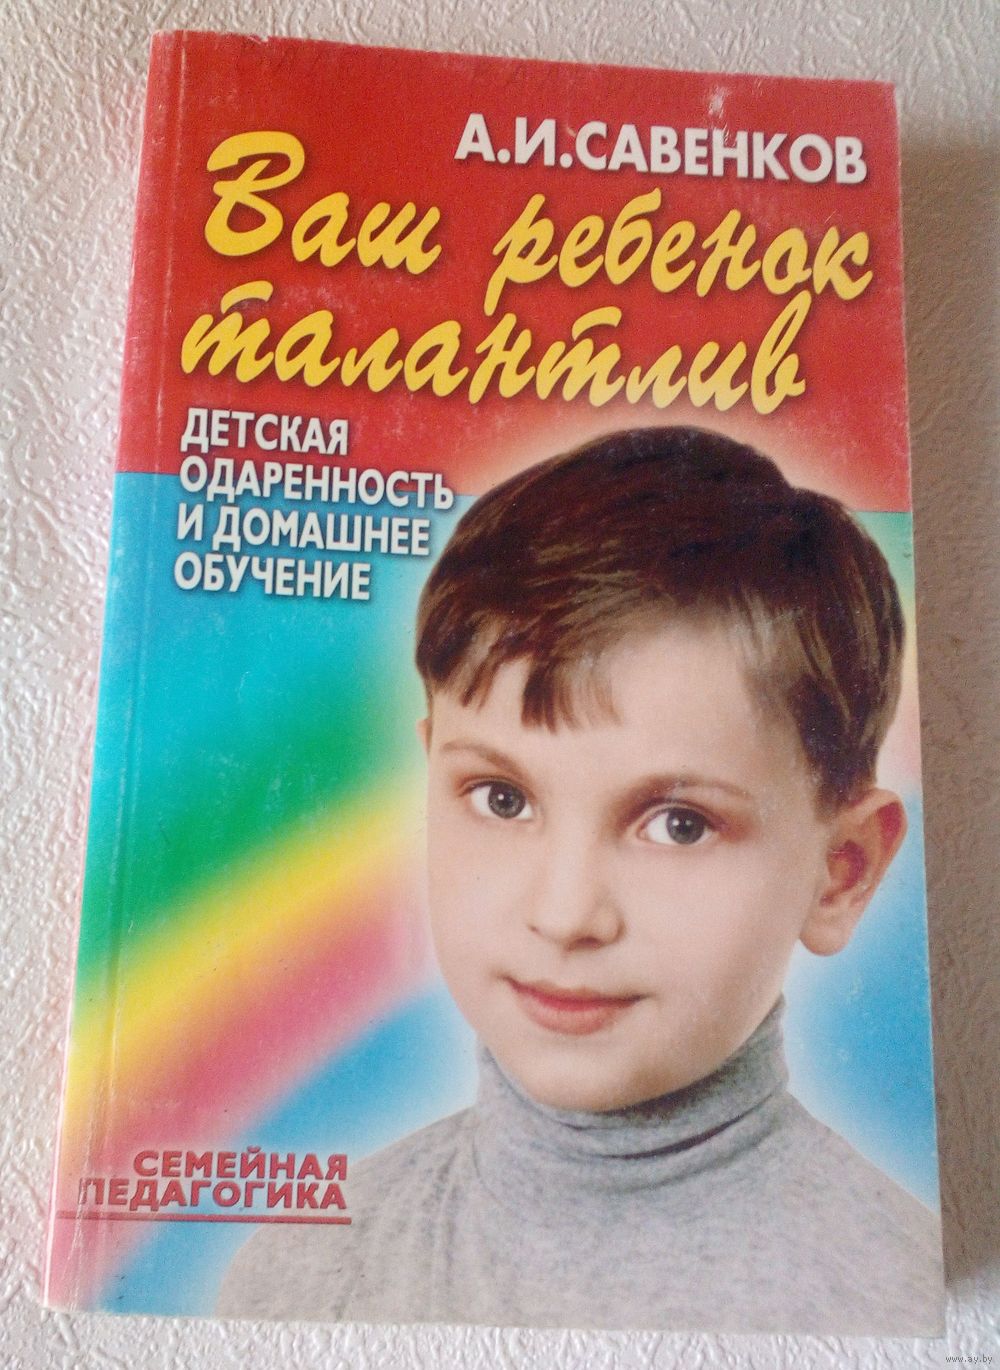 А.И.САВЕНКОВ
Ваш ребенок
талантлив
ДЕТСКАЯ
ОДАРЕННОСТЬ
И ДОМАШНЕЕ
ОБУЧЕНИЕ
СЕМЕЙНАЯ
ПЕДАГОГИКА
www.ay.by